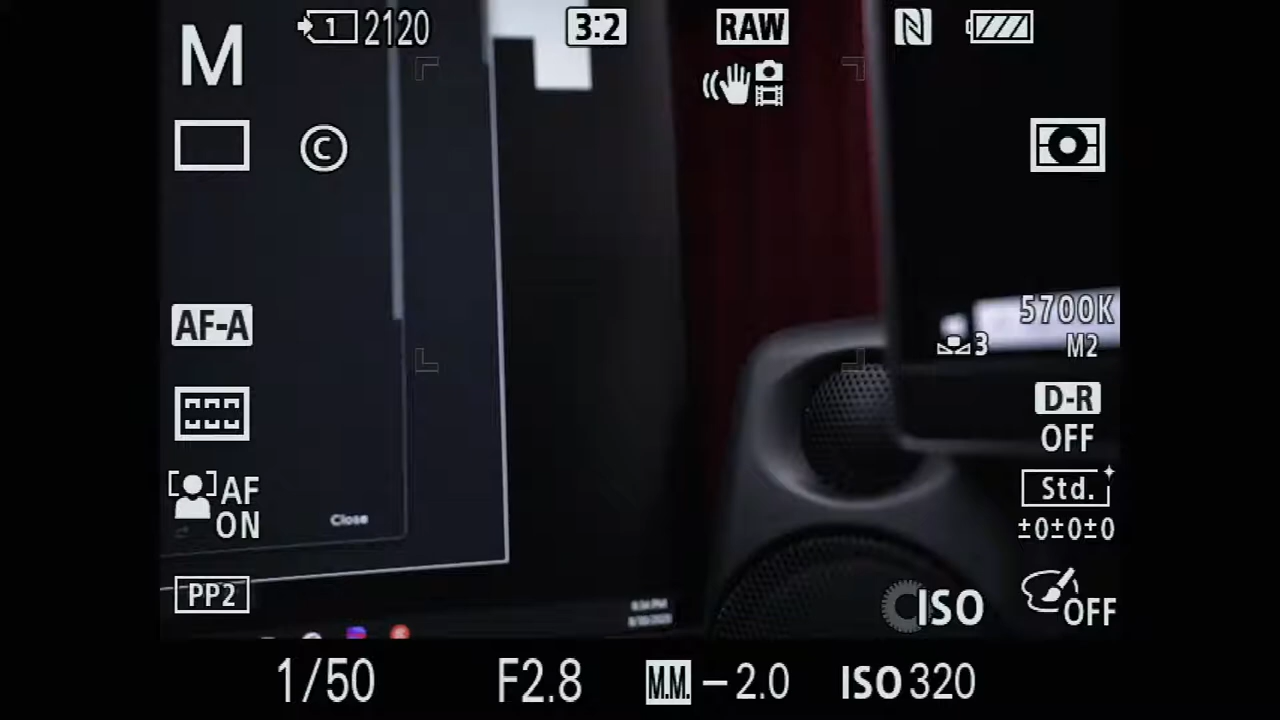 M
1 2120
3:2
RAW
N
C
AF-A
5700K
3
M2
D-R
OFF
AF
ON
Std.
±0±0±0
Close
PP2
ISO
OFF
1/50
F2.8
M.M. −2.0
ISO 320